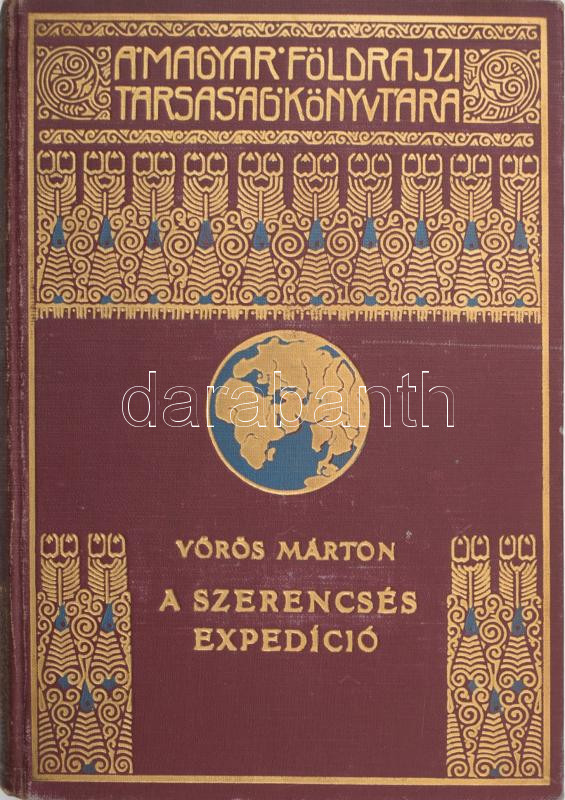 A·MAGYAR·FÖLDRAJZI
TÁRSASÁG·KÖNYVTÁRA
darabanth
VÖRÖS MÁRTON
A SZERENCSÉS
EXPEDÍCIÓ